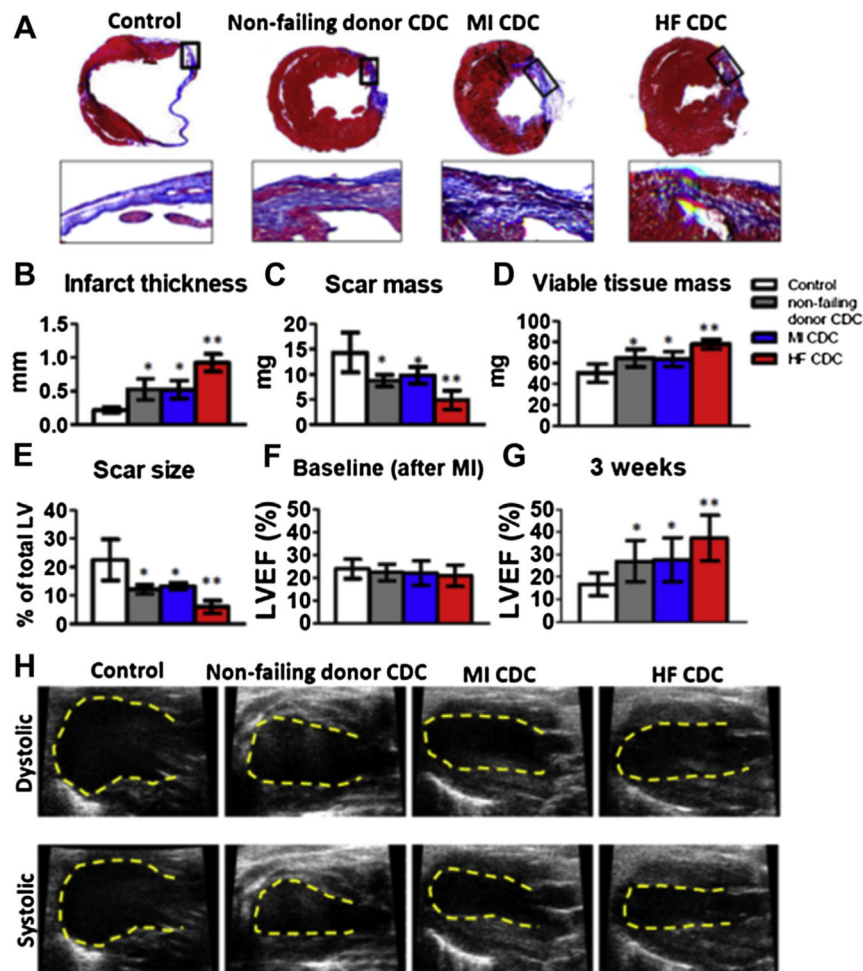 A
Control
Non-failing donor CDC
MI CDC
HF CDC
B
Infarct thickness
mm
1.5
1.0
0.5
0.0
*
*
**
C
Scar mass
mg
20
15
10
5
0
*
*
**
D
Viable tissue mass
mg
100
80
60
40
20
0
*
*
**
Control
non-failing
donor CDC
MI CDC
HF CDC
E
Scar size
% of total LV
40
30
20
10
0
*
*
**
F
Baseline (after MI)
LVEF (%)
50
40
30
20
10
0
G
3 weeks
LVEF (%)
50
40
30
20
10
0
*
*
**
H
Control
Non-failing donor CDC
MI CDC
HF CDC
Dystolic
Systolic